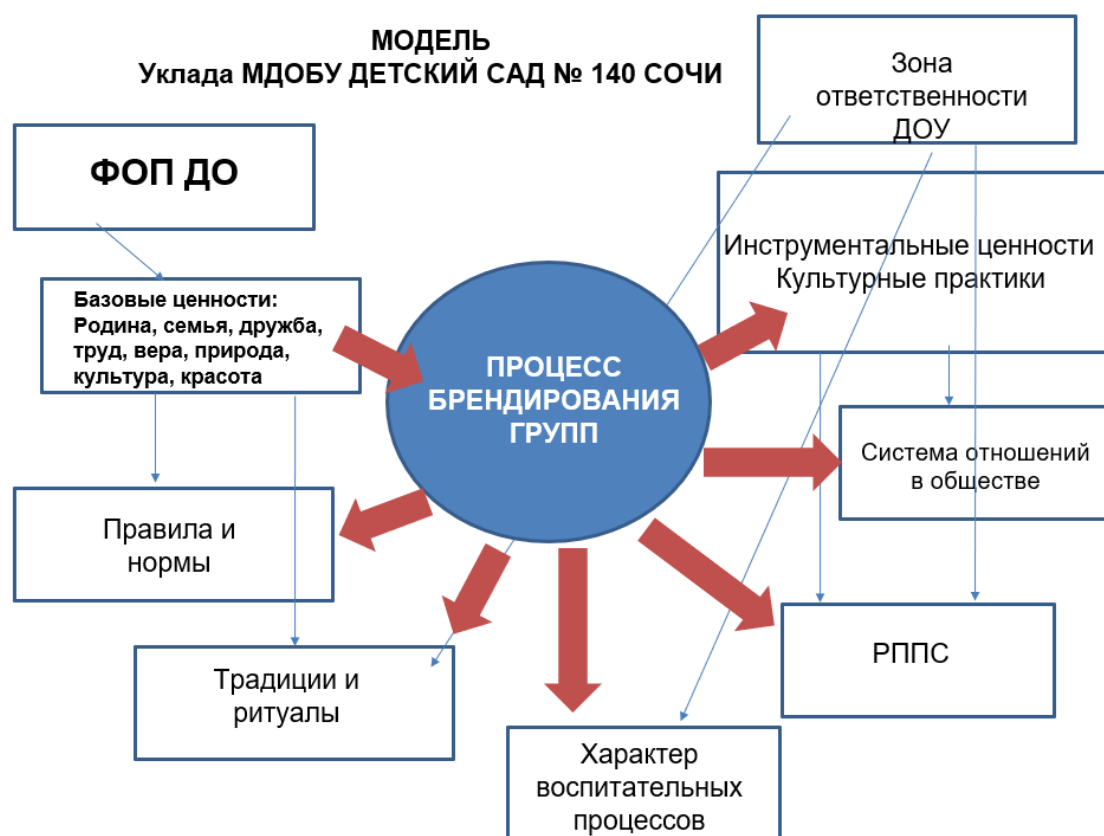 МОДЕЛЬ
Уклада МДОБУ ДЕТСКИЙ САД № 140 СОЧИ
Зона
ответственности
ДОУ
ФОП ДО
Инструментальные ценности
Культурные практики
Базовые ценности:
Родина, семья, дружба,
труд, вера, природа,
культура, красота
ПРОЦЕСС
БРЕНДИРОВАНИЯ
ГРУПП
Система отношений
в обществе
Правила и
нормы
РППС
Традиции и
ритуалы
Характер
воспитательных
процессов